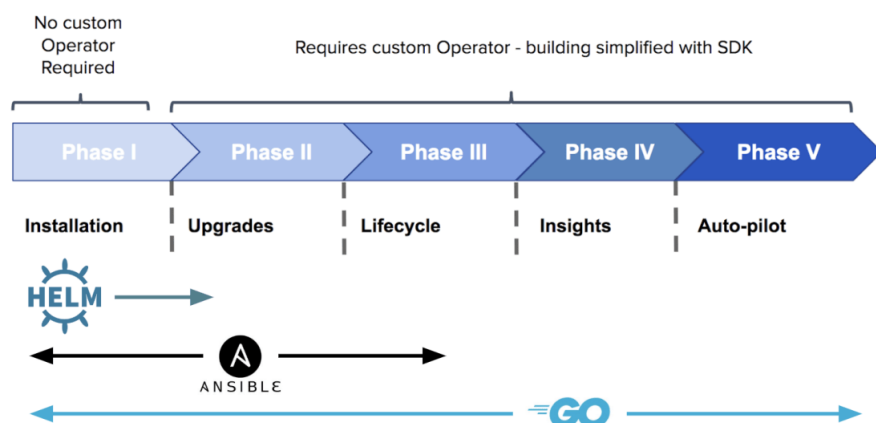 No custom
Operator
Required
Requires custom Operator - building simplified with SDK
Phase I
Phase II
Phase III
Phase IV
Phase V
Installation
Upgrades
Lifecycle
Insights
Auto-pilot
HELM
A
ANSIBLE
GO